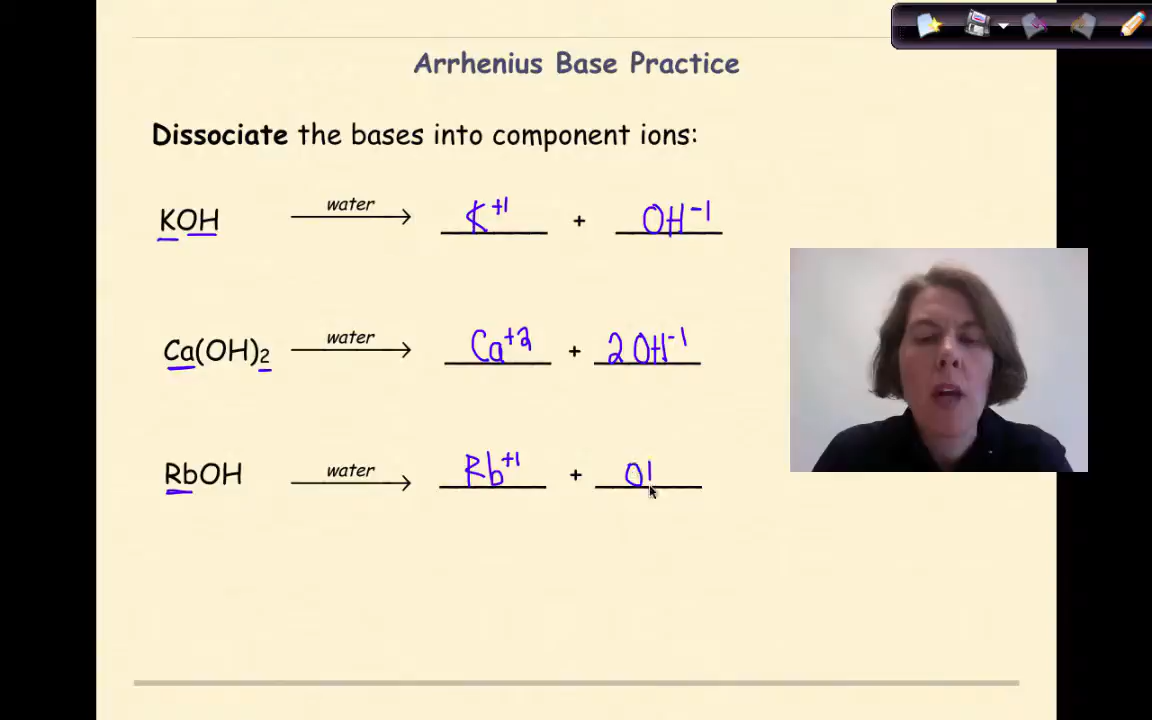 Arrhenius Base Practice
Dissociate the bases into component ions:
KOH water K+1 + OH-1
Ca(OH)2 water Ca+2 + 2OH-1
RbOH water Rb+1 + O